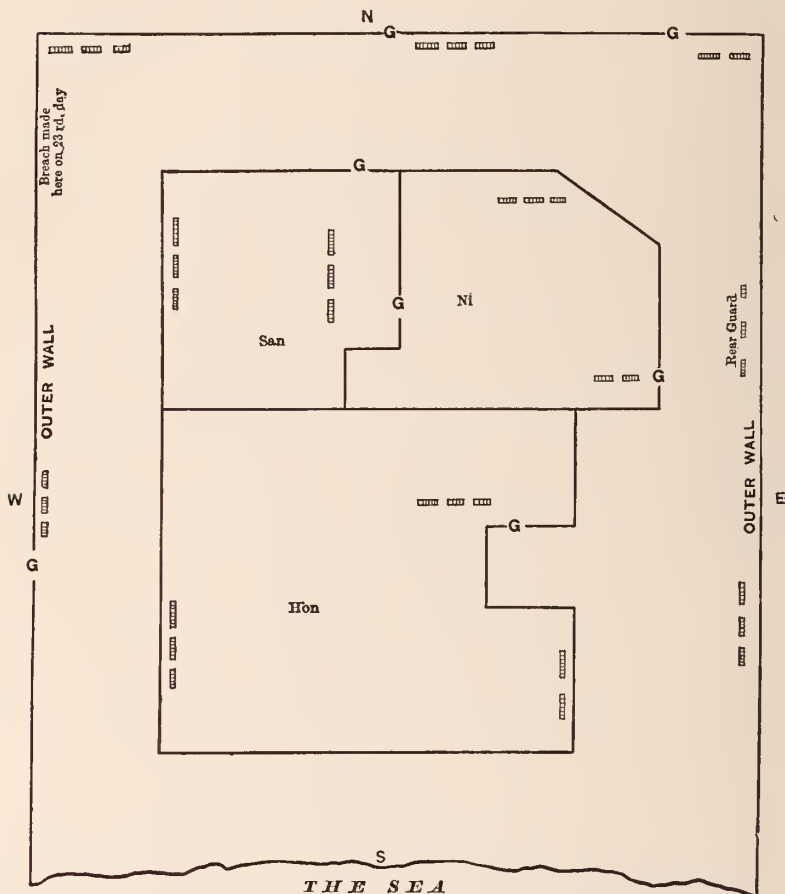 N
G
G
Breach made
here on 23 rd. day
G
Ni
G
San
Rear Guard
G
OUTER WALL
OUTER WALL
W
E
G
G
Hon
S
THE SEA